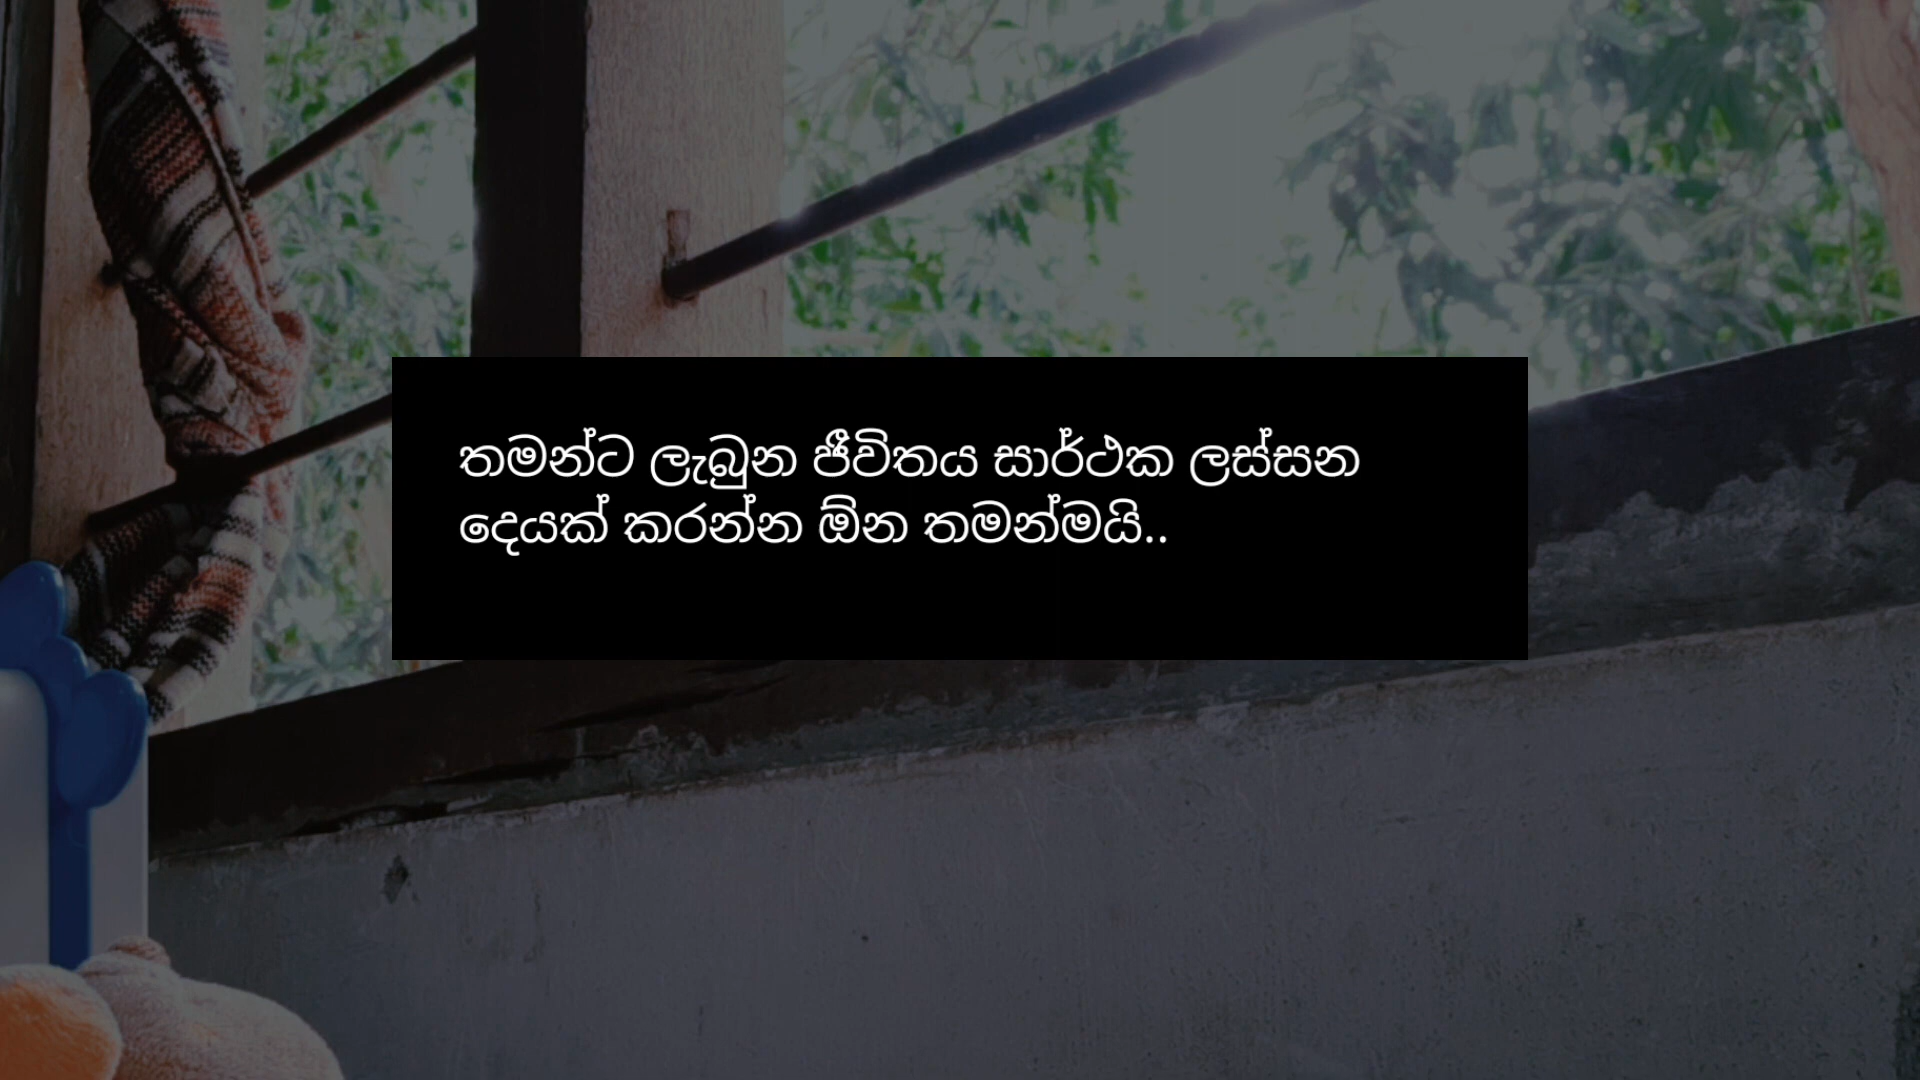 තමන්ට ලැබුන ජීවිතය සාර්ථක ලස්සන
දෙයක් කරන්න ඕන තමන්මයි..